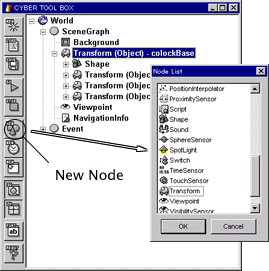 CYBER TOOL BOX
World
SceneGraph
Background
Transform (Object) - colockBase
Shape
Transform (Objec
Transform (Objec
Transform (Objec
Viewpoint
NavigationInfo
Event
New Node
Node List
PositionInterpolator
ProximitySensor
Script
Shape
Sound
SphereSensor
SpotLight
Switch
TimeSensor
TouchSensor
Transform
Viewpoint
VisibilitySensor
OK
Cancel